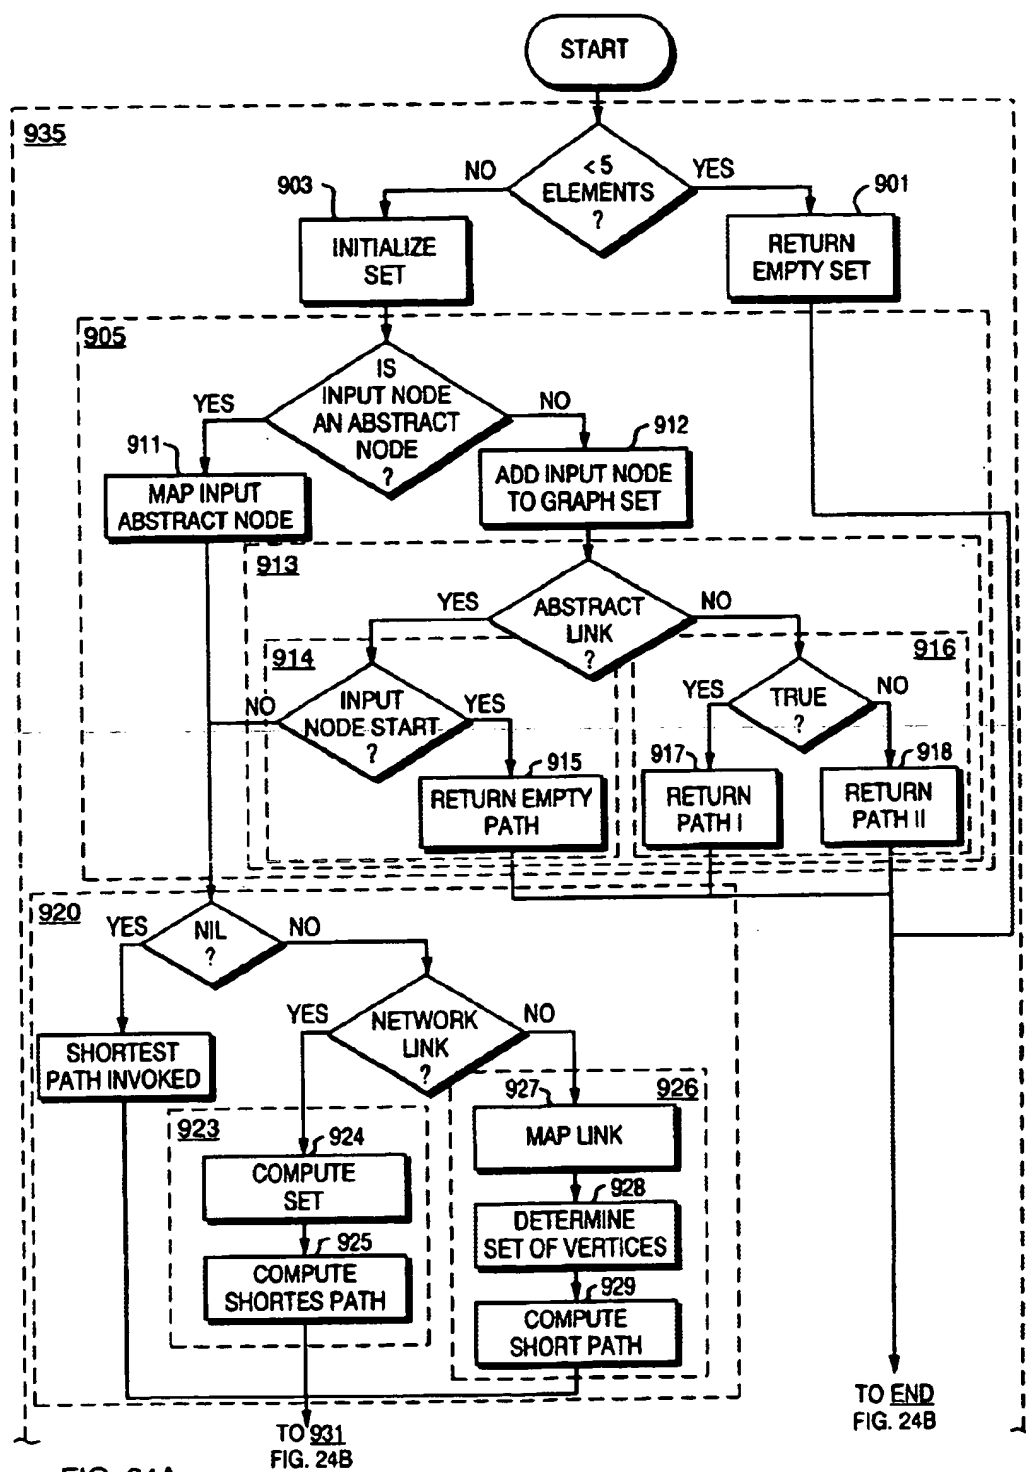 START
935
< 5
ELEMENTS
?
NO
YES
903
INITIALIZE
SET
901
RETURN
EMPTY SET
905
IS
INPUT NODE
AN ABSTRACT
NODE
?
YES
NO
911
MAP INPUT
ABSTRACT NODE
912
ADD INPUT NODE
TO GRAPH SET
913
ABSTRACT
LINK
?
YES
NO
914
INPUT
NODE START
?
NO
YES
915
RETURN EMPTY
PATH
916
TRUE
?
YES
NO
917
RETURN
PATH I
918
RETURN
PATH II
920
NIL
?
YES
NO
SHORTEST
PATH INVOKED
NETWORK
LINK
?
YES
NO
923
924
COMPUTE
SET
925
COMPUTE
SHORTES PATH
926
927
MAP LINK
928
DETERMINE
SET OF VERTICES
929
COMPUTE
SHORT PATH
TO 931
FIG. 24B
TO END
FIG. 24B
FIG. 24A